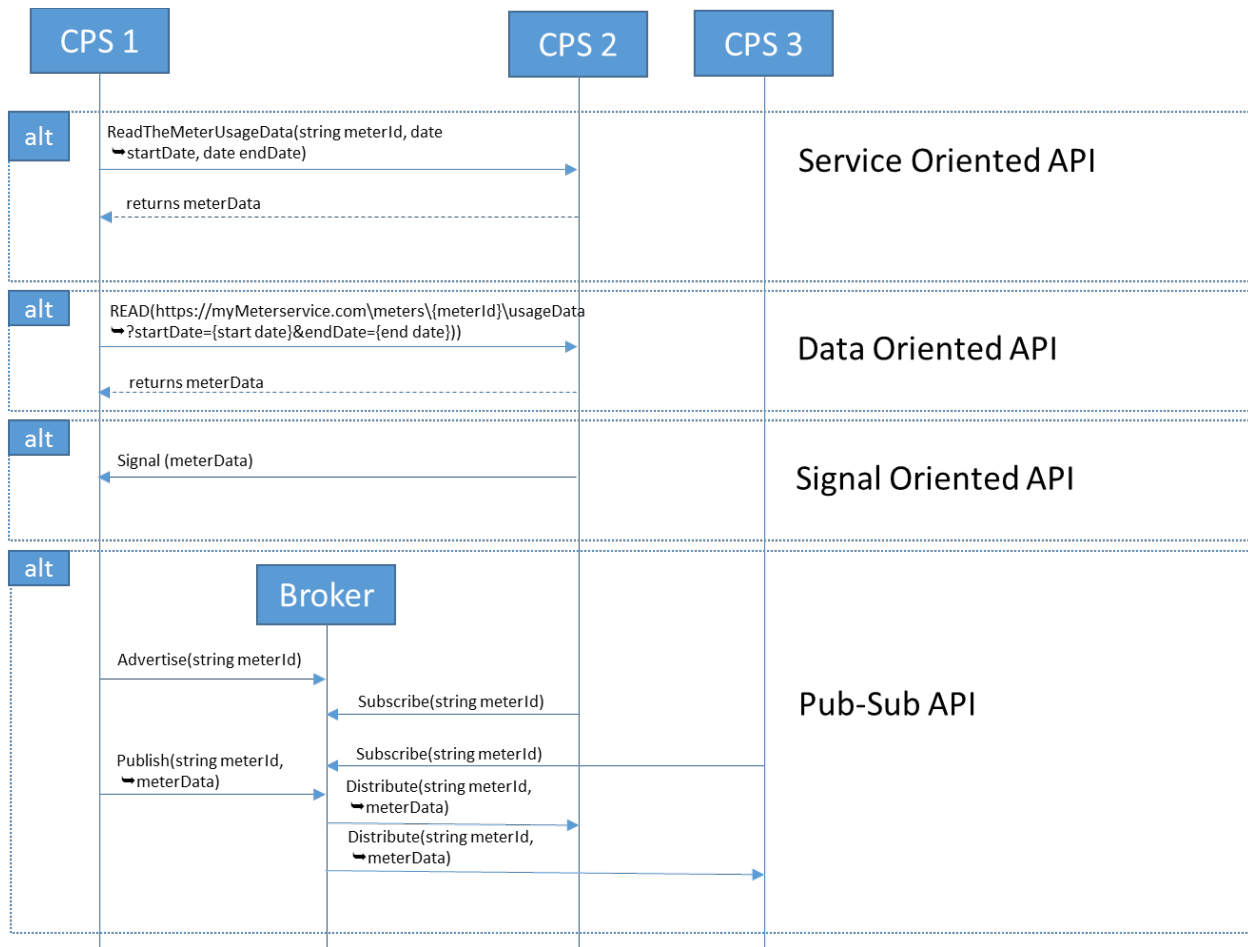 CPS 1
CPS 2
CPS 3
alt
ReadTheMeterUsageData(string meterId, date
➥startDate, date endDate)
Service Oriented API
returns meterData
alt
READ(https://myMeterservice.com\meters\{meterId}\usageData
➥?startDate={start date}&endDate={end date}))
Data Oriented API
returns meterData
alt
Signal (meterData)
Signal Oriented API
alt
Broker
Advertise(string meterId)
Subscribe(string meterId)
Pub-Sub API
Subscribe(string meterId)
Publish(string meterId,
➥meterData)
Distribute(string meterId,
➥meterData)
Distribute(string meterId,
➥meterData)